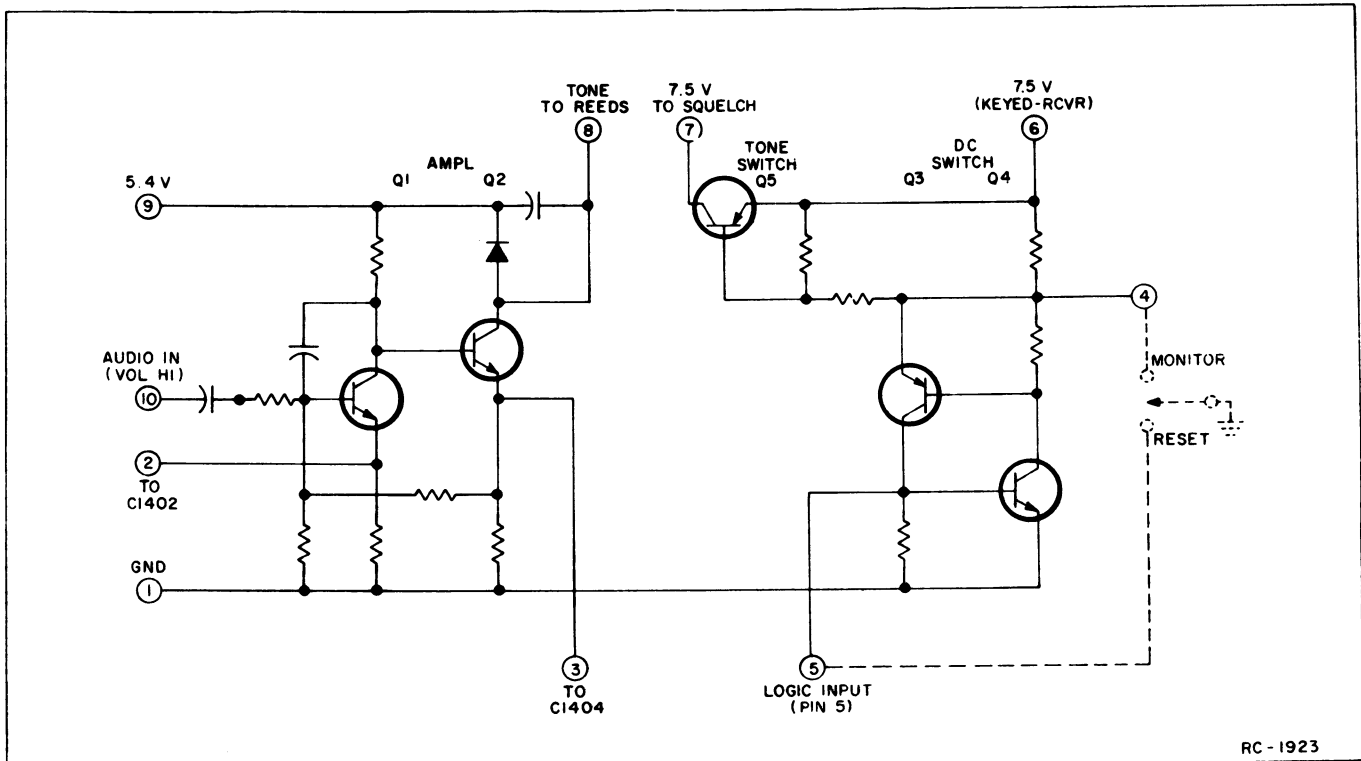 TONE
TO REEDS
8
7.5 V
TO SQUELCH
7
7.5 V
(KEYED-RCVR)
6
AMPL
Q1
Q2
TONE
SWITCH
Q5
DC
SWITCH
Q3
Q4
5.4 V
9
4
MONITOR
RESET
AUDIO IN
(VOL HI)
10
2
TO
C1402
GND
1
3
TO
C1404
5
LOGIC INPUT
(PIN 5)
RC-1923